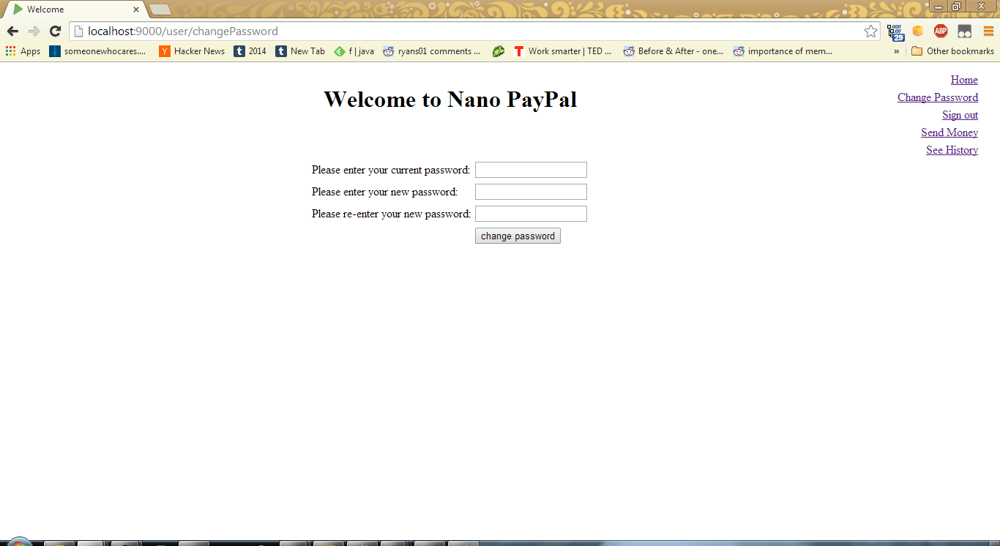 Welcome
localhost:9000/user/changePassword
29
ABP
Apps someonewhocares.... Y Hacker News t 2014 t New Tab f | java ryans01 comments ... T Work smarter | TED ... Before & After - one... importance of mem... » Other bookmarks
Home
Change Password
Sign out
Send Money
See History
Welcome to Nano PayPal
Please enter your current password:
Please enter your new password:
Please re-enter your new password:
change password